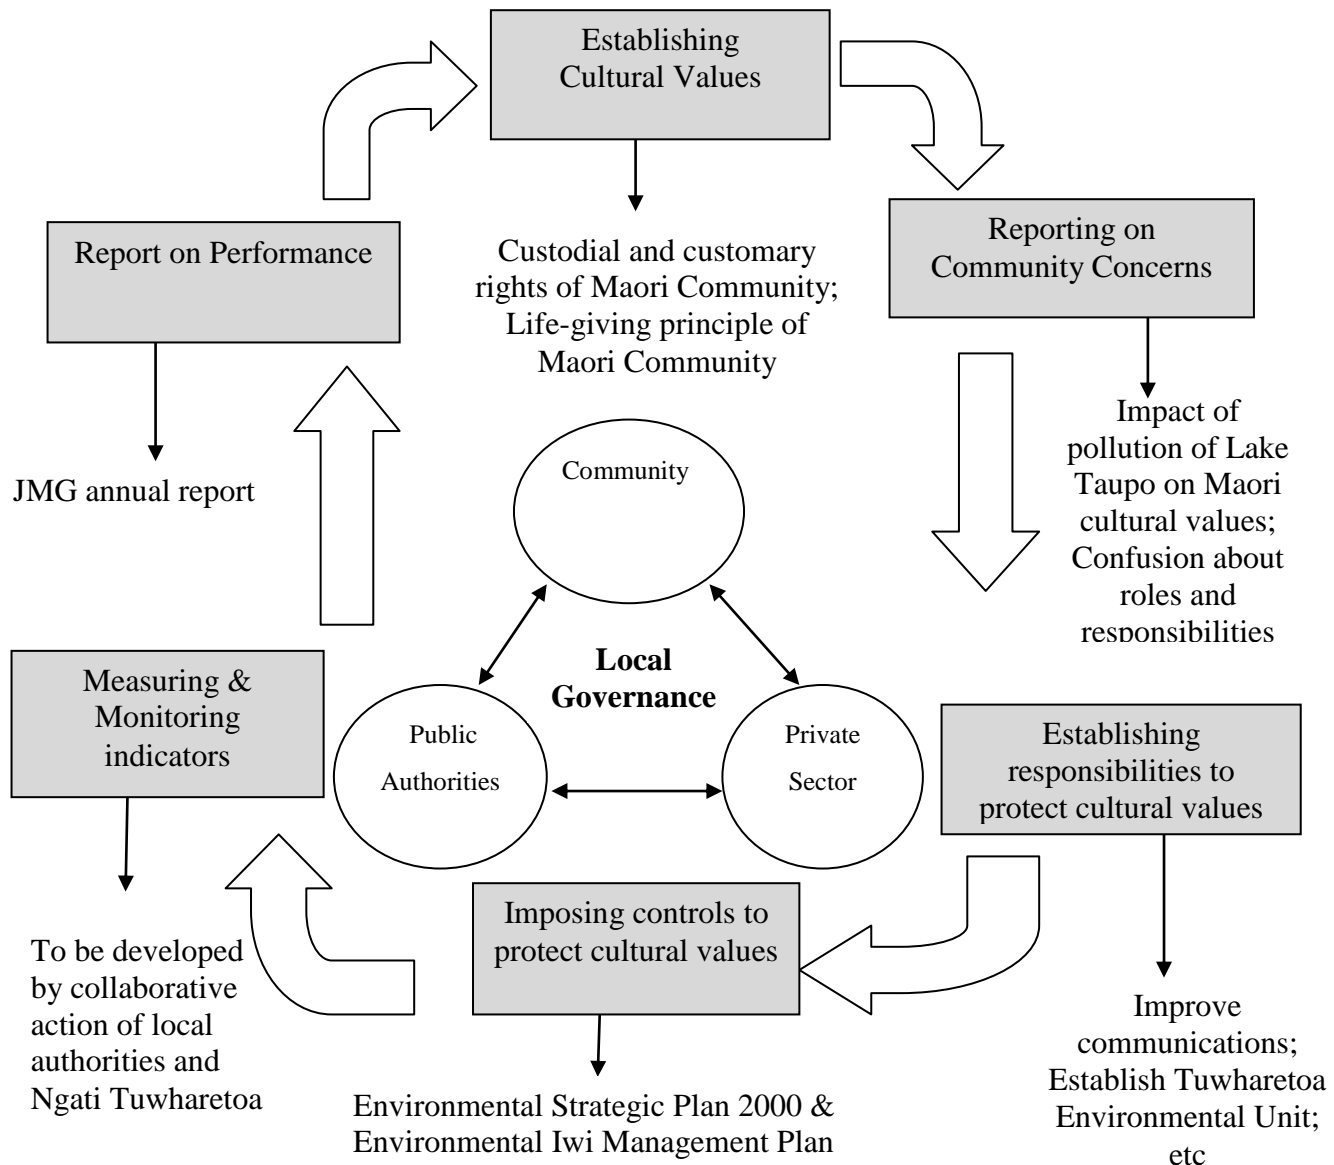 Establishing
Cultural Values
Report on Performance
Reporting on
Community Concerns
Custodial and customary
rights of Maori Community;
Life-giving principle of
Maori Community
JMG annual report
Impact of
pollution of Lake
Taupo on Maori
cultural values;
Confusion about
roles and
responsibilities
Community
Local
Governance
Public
Authorities
Private
Sector
Measuring &
Monitoring
indicators
Establishing
responsibilities to
protect cultural values
Imposing controls to
protect cultural values
To be developed
by collaborative
action of local
authorities and
Ngati Tuwharetoa
Environmental Strategic Plan 2000 &
Environmental Iwi Management Plan
Improve
communications;
Establish Tuwharetoa
Environmental Unit;
etc